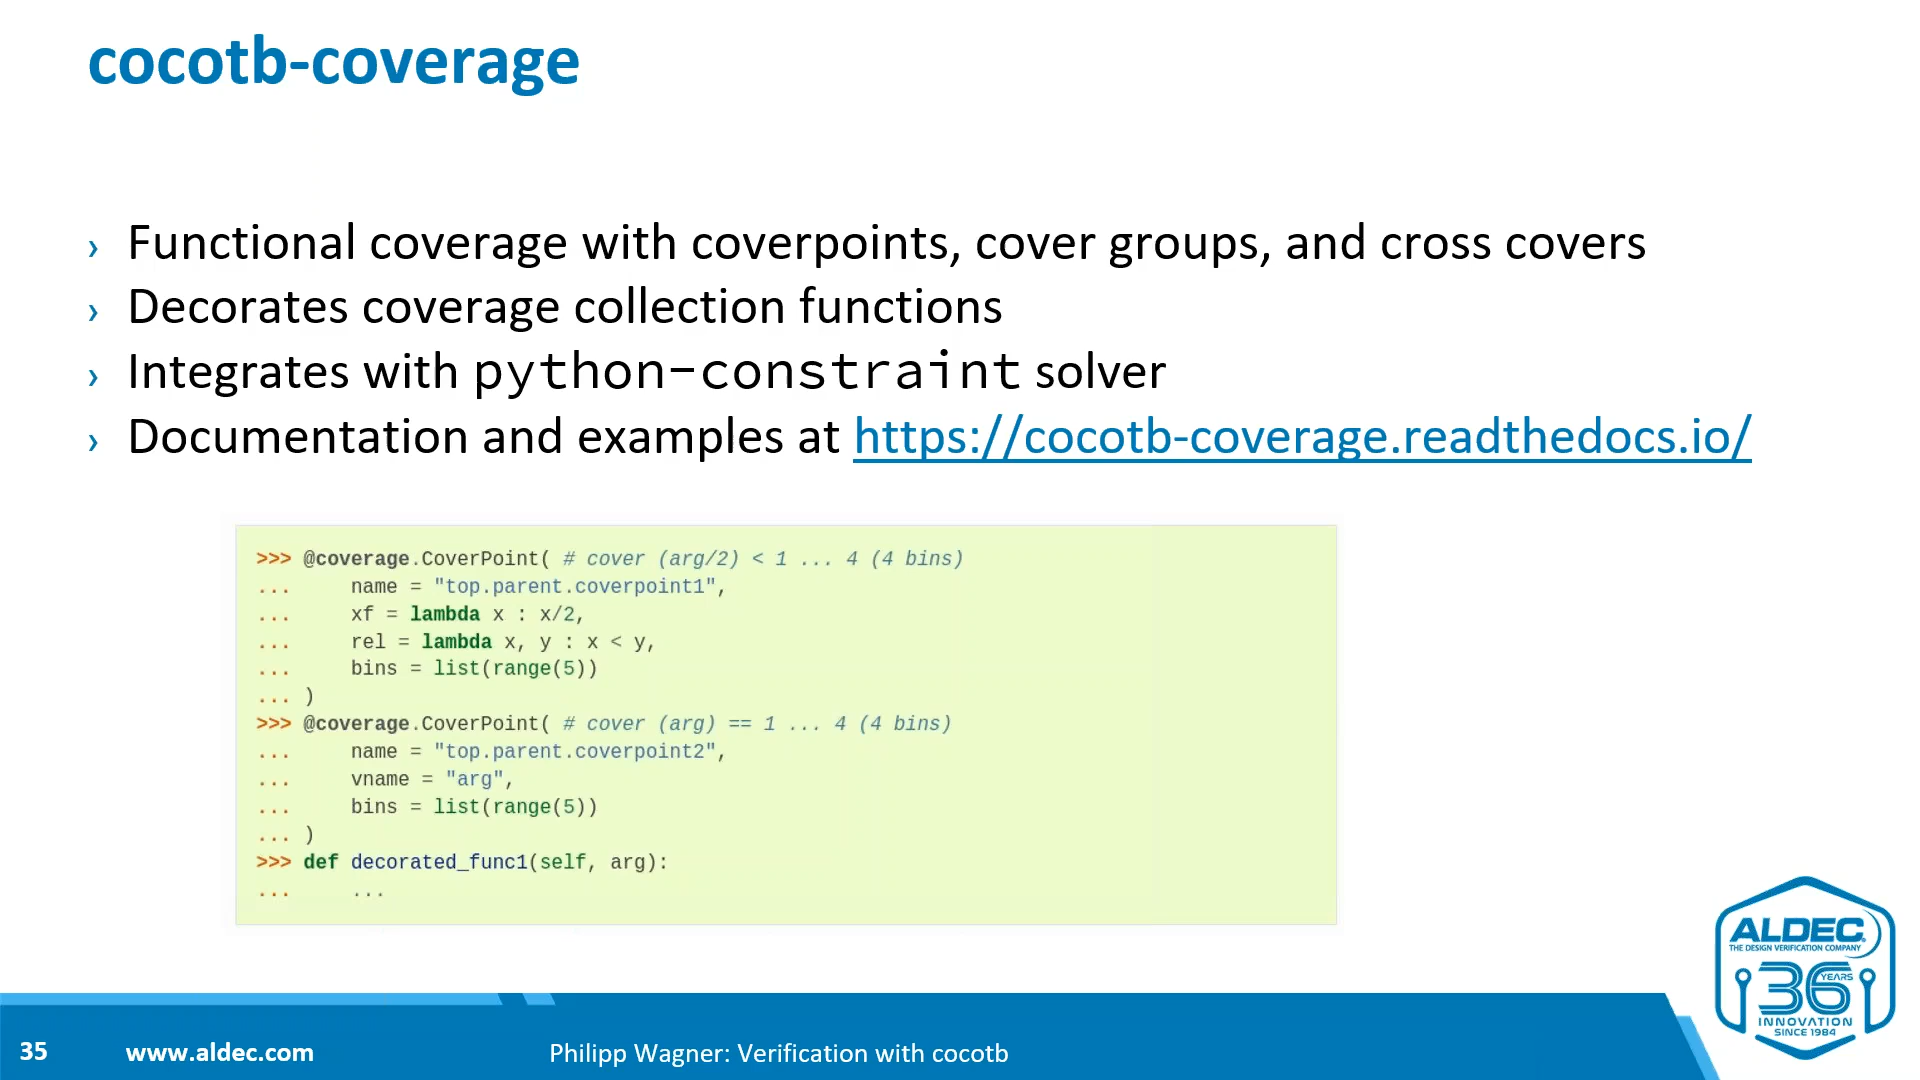 cocotb-coverage
› Functional coverage with coverpoints, cover groups, and cross covers
› Decorates coverage collection functions
› Integrates with python-constraint solver
› Documentation and examples at https://cocotb-coverage.readthedocs.io/
>>> @coverage.CoverPoint( # cover (arg/2) < 1 ... 4 (4 bins)
...     name = "top.parent.coverpoint1",
...     xf = lambda x : x/2,
...     rel = lambda x, y : x < y,
...     bins = list(range(5))
... )
>>> @coverage.CoverPoint( # cover (arg) == 1 ... 4 (4 bins)
...     name = "top.parent.coverpoint2",
...     vname = "arg",
...     bins = list(range(5))
... )
>>> def decorated_func1(self, arg):
...     ...
ALDEC
THE DESIGN VERIFICATION COMPANY
36 YEARS
INNOVATION
SINCE 1984
35 www.aldec.com Philipp Wagner: Verification with cocotb